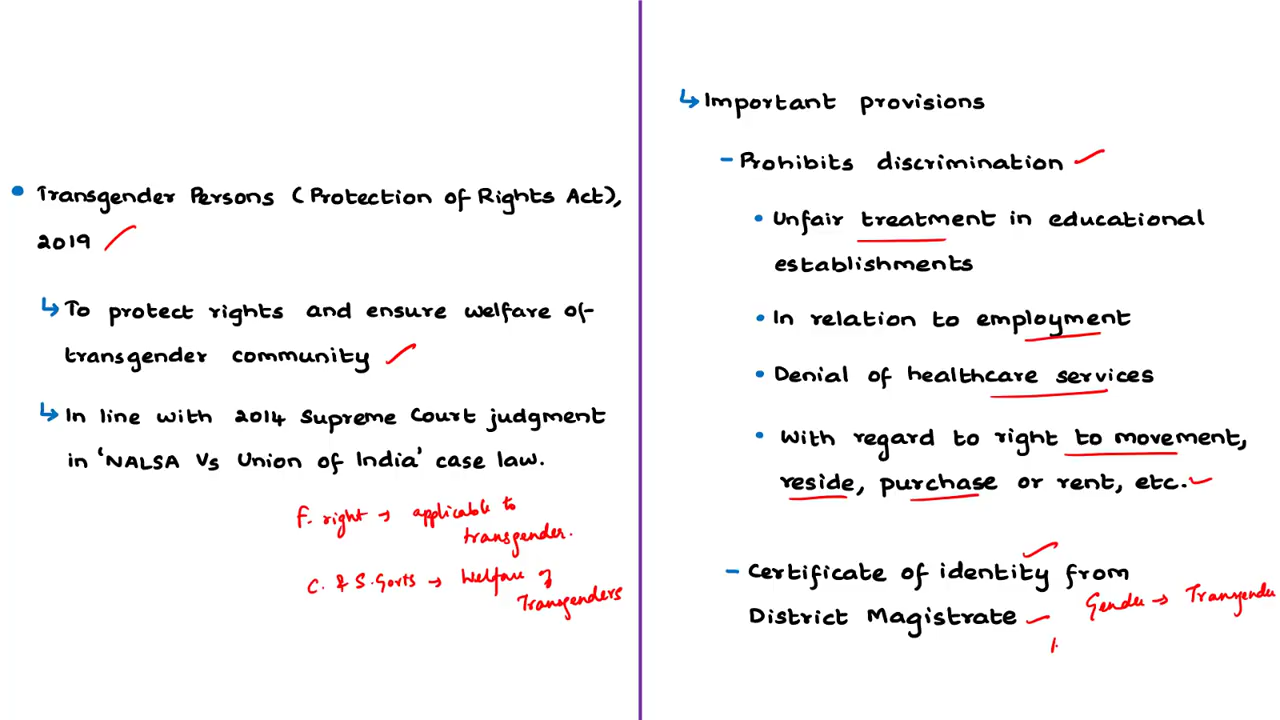 Transgender Persons (Protection of Rights Act),
2019
To protect rights and ensure welfare of
transgender community
In line with 2014 Supreme Court judgment
in 'NALSA Vs Union of India' case law.
F. right → applicable to
transgender.
C. & S. Govts → Welfare of
Transgenders
Important provisions
- Prohibits discrimination
• Unfair treatment in educational
establishments
• In relation to employment
• Denial of healthcare services
• With regard to right to movement,
reside, purchase or rent, etc.
- Certificate of identity from
District Magistrate
Gender → Transgender